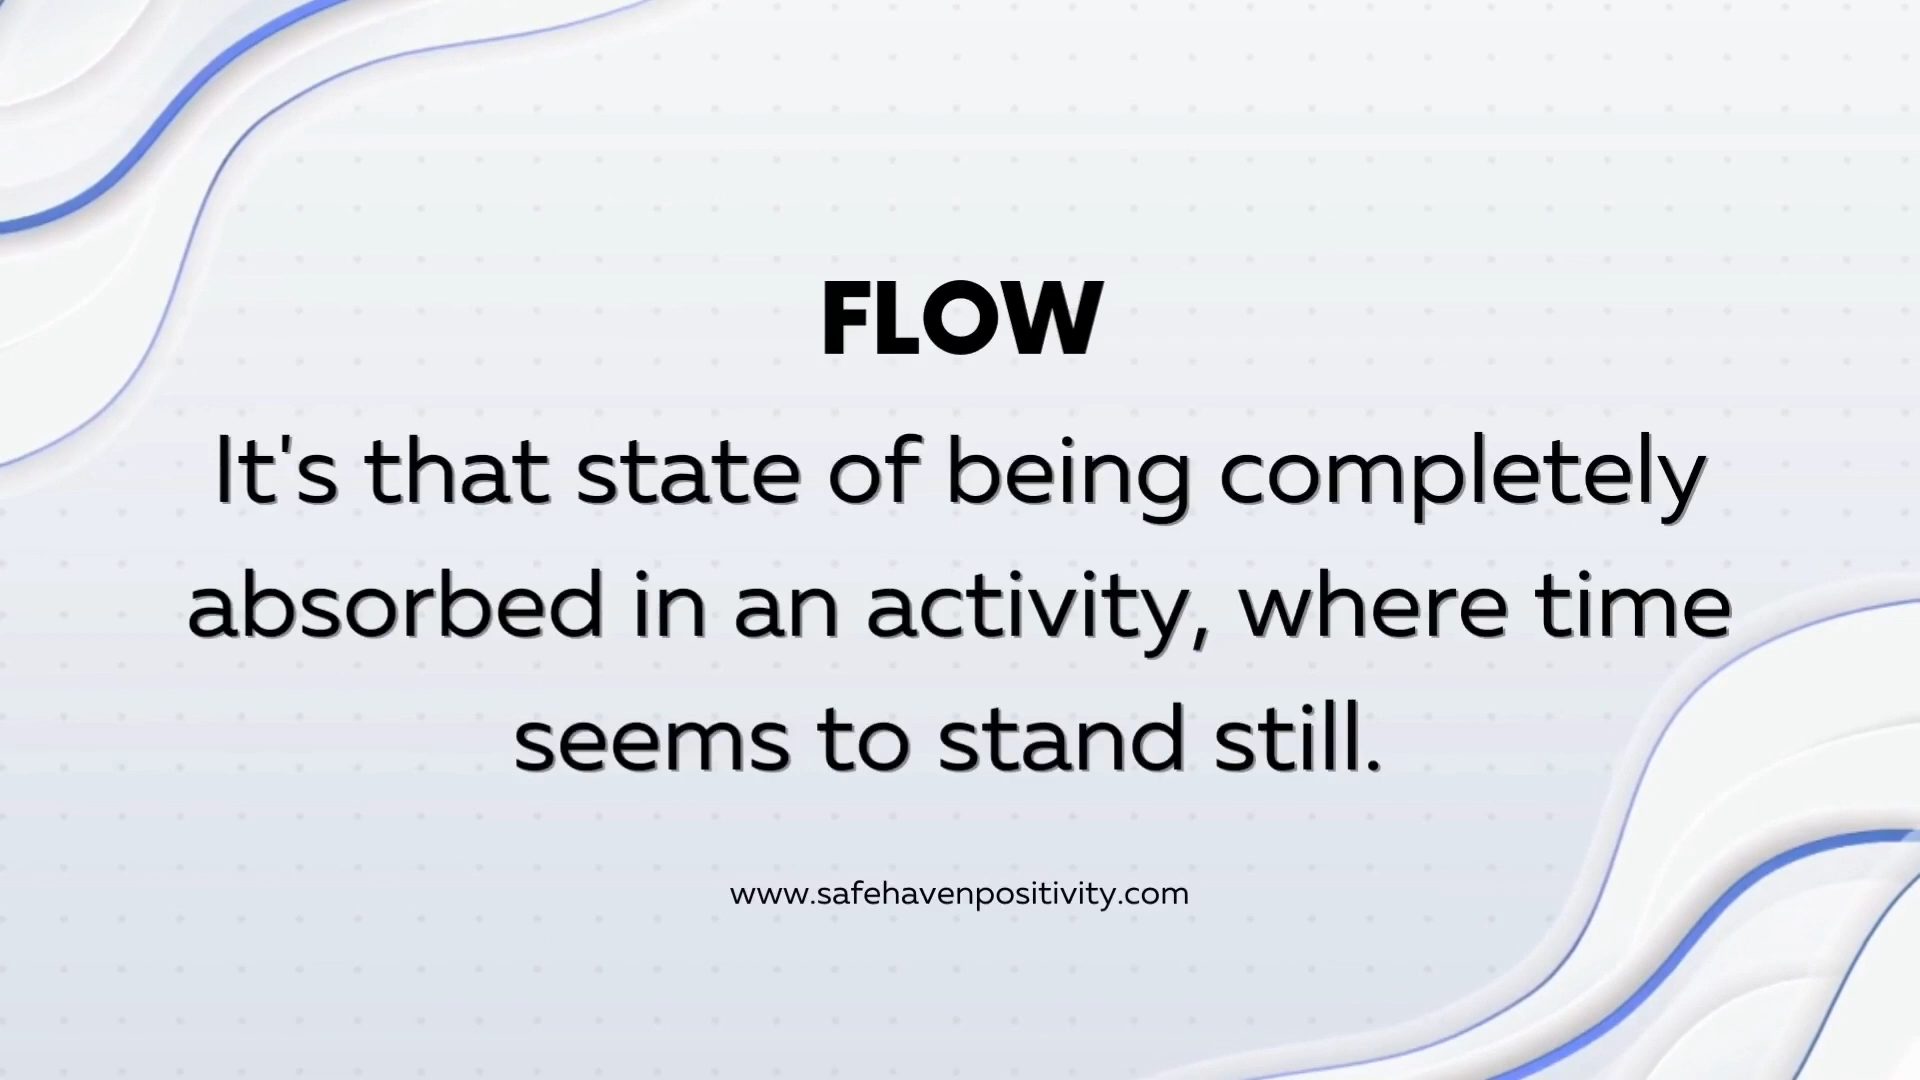 FLOW
It's that state of being completely
absorbed in an activity, where time
seems to stand still.
www.safehavenpositivity.com